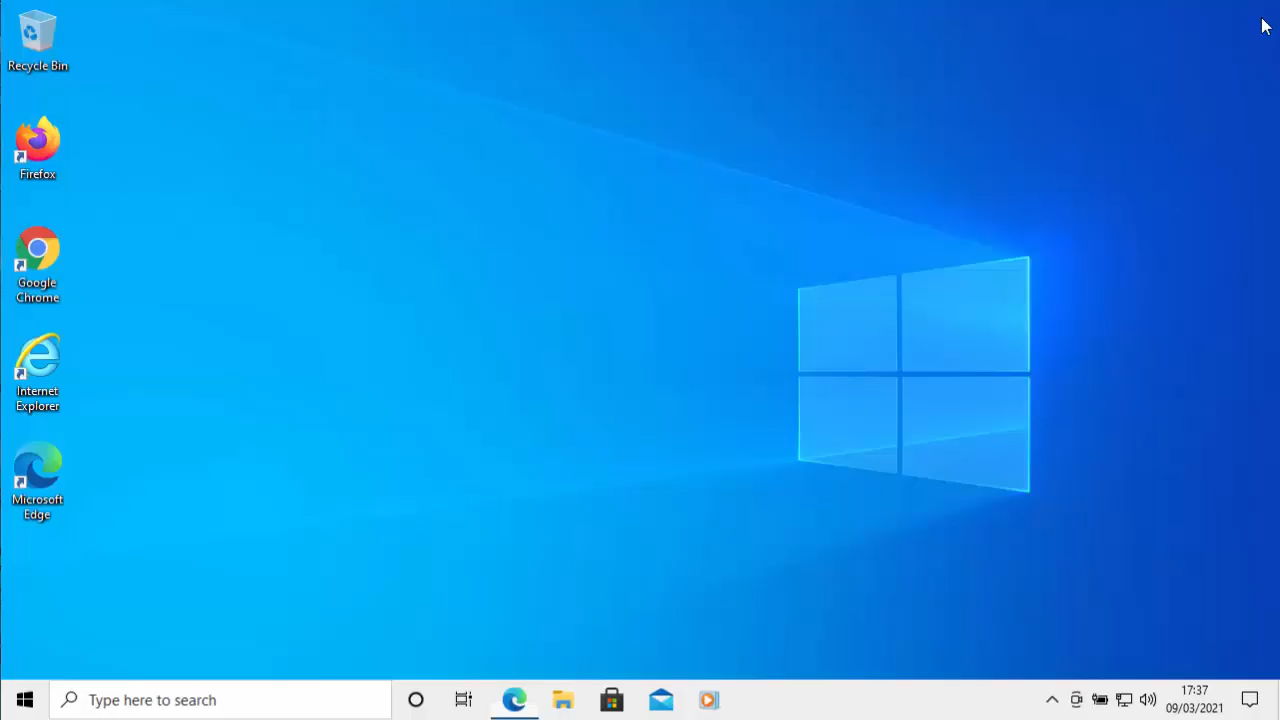 Recycle Bin
Firefox
Google
Chrome
Internet
Explorer
Microsoft
Edge
Type here to search
17:37
09/03/2021